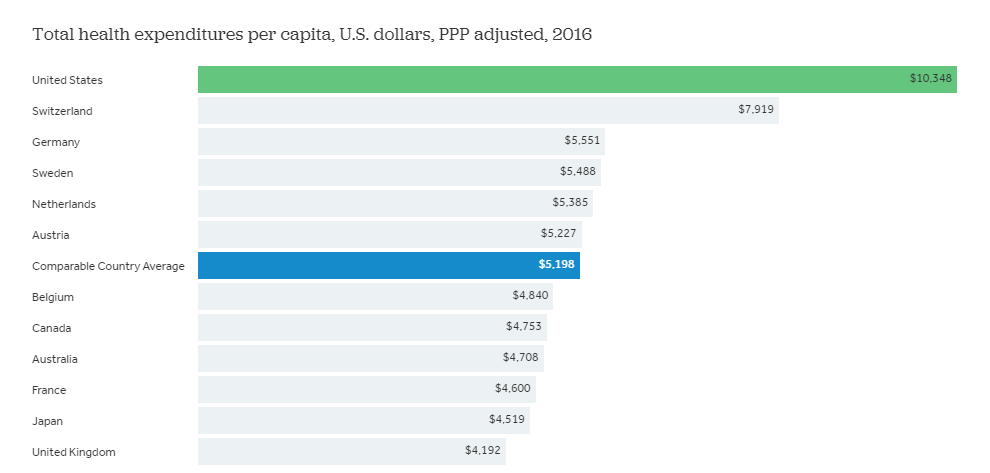 Total health expenditures per capita, U.S. dollars, PPP adjusted, 2016
United States $10,348
Switzerland $7,919
Germany $5,551
Sweden $5,488
Netherlands $5,385
Austria $5,227
Comparable Country Average $5,198
Belgium $4,840
Canada $4,753
Australia $4,708
France $4,600
Japan $4,519
United Kingdom $4,192